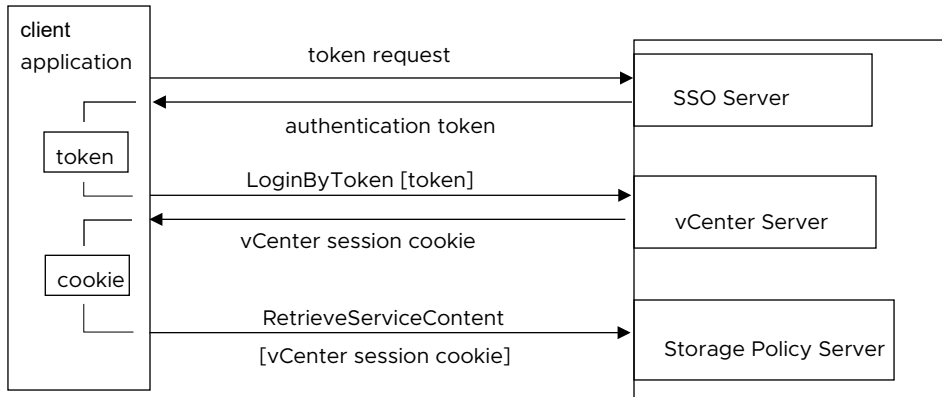 client
application
token request
SSO Server
authentication token
token
LoginByToken [token]
vCenter Server
vCenter session cookie
cookie
RetrieveServiceContent
[vCenter session cookie]
Storage Policy Server